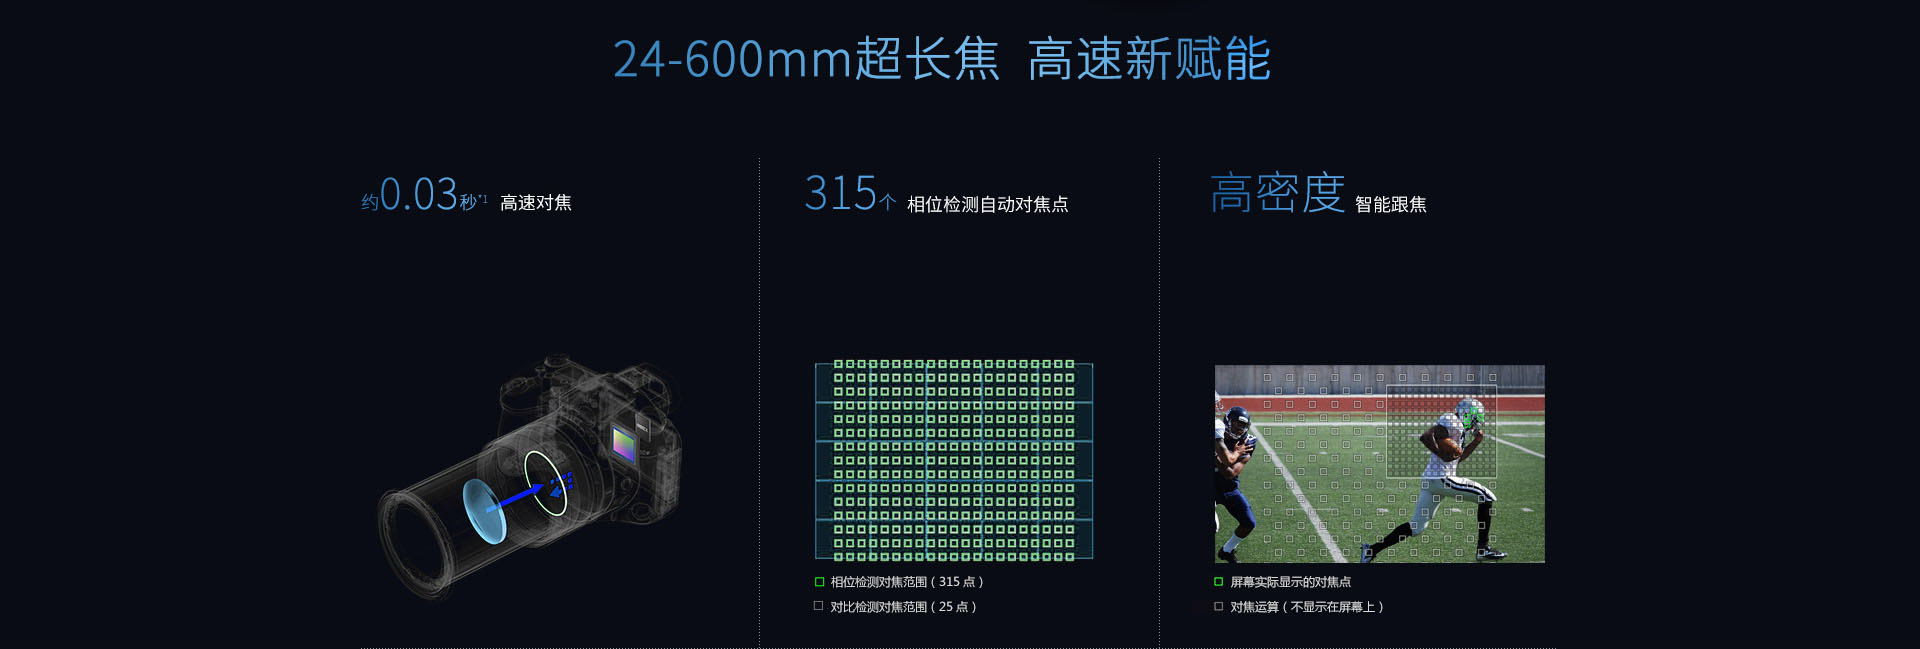 24-600mm超长焦 高速新赋能
约0.03秒*1 高速对焦
315个 相位检测自动对焦点
高密度 智能跟焦
相位检测对焦范围（315 点）
对比检测对焦范围（25 点）
屏幕实际显示的对焦点
对焦运算（不显示在屏幕上）